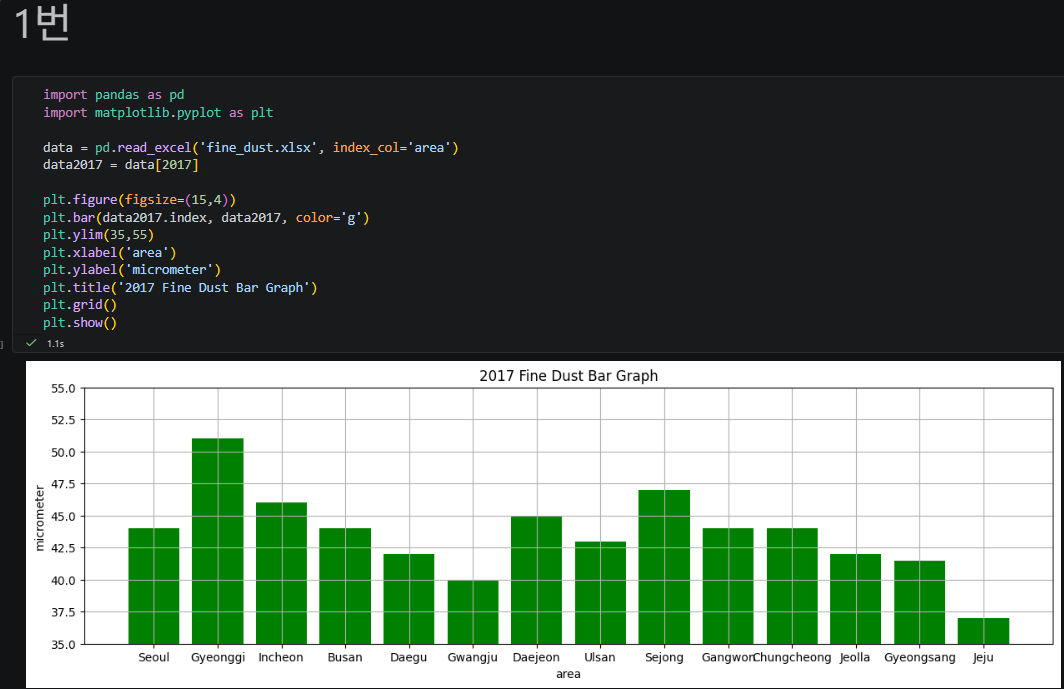 1번
import pandas as pd
import matplotlib.pyplot as plt
data = pd.read_excel('fine_dust.xlsx', index_col='area')
data2017 = data[2017]
plt.figure(figsize=(15,4))
plt.bar(data2017.index, data2017, color='g')
plt.ylim(35,55)
plt.xlabel('area')
plt.ylabel('micrometer')
plt.title('2017 Fine Dust Bar Graph')
plt.grid()
plt.show()
] ✓ 1.1s
2017 Fine Dust Bar Graph
55.0
52.5
50.0
47.5
45.0
42.5
40.0
37.5
35.0
micrometer
Seoul Gyeonggi Incheon Busan Daegu Gwangju Daejeon Ulsan Sejong Gangwon Chungcheong Jeolla Gyeongsang Jeju
area